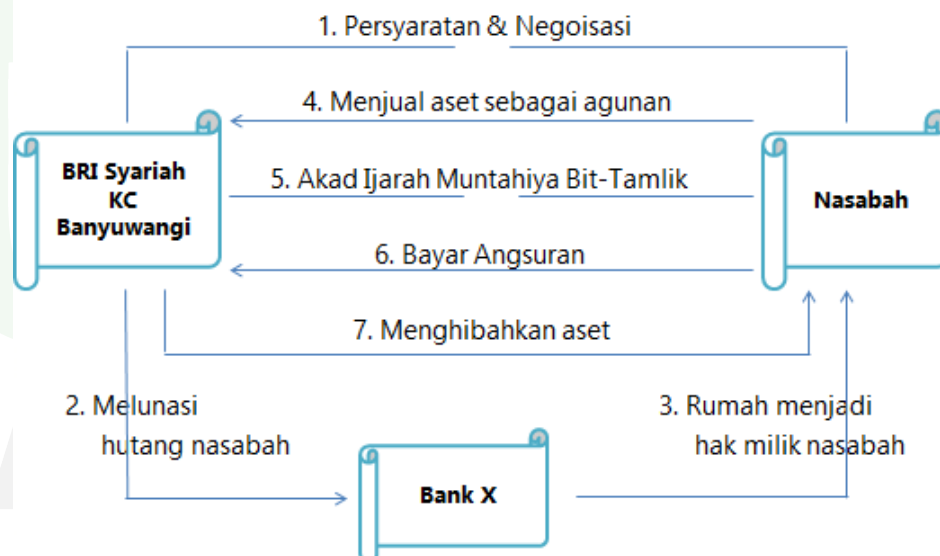 1. Persyaratan & Negoisasi
4. Menjual aset sebagai agunan
BRI Syariah
KC
Banyuwangi
5. Akad Ijarah Muntahiya Bit-Tamlik
Nasabah
6. Bayar Angsuran
7. Menghibahkan aset
2. Melunasi
hutang nasabah
3. Rumah menjadi
hak milik nasabah
Bank X